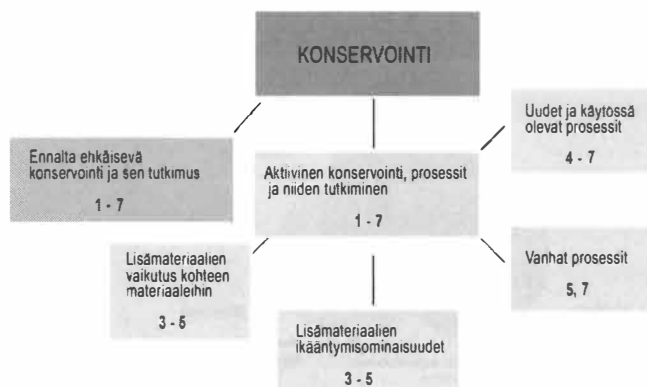 KONSERVOINTI
Ennalta ehkäisevä
konservointi ja sen tutkimus
1 - 7
Aktiivinen konservointi, prosessit
ja niiden tutkiminen
1 - 7
Uudet ja käytössä
olevat prosessit
4 - 7
Lisämateriaalien
vaikutus kohteen
materiaaleihin
3 - 5
Vanhat prosessit
5, 7
Lisämateriaalien
ikääntymisominaisuudet
3 - 5